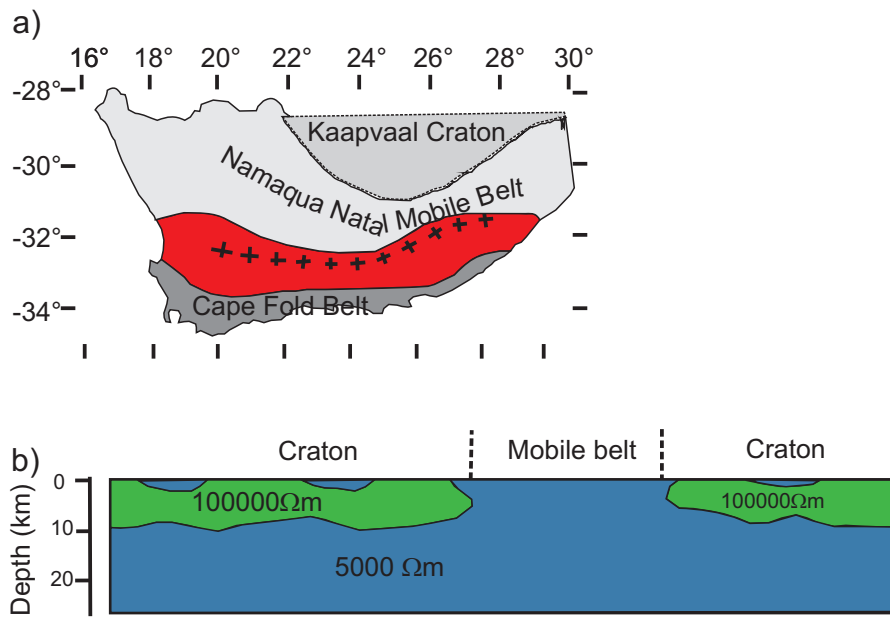 a)
16° 18° 20° 22° 24° 26° 28° 30°
-28°
Kaapvaal Craton
-30°
Namaqua Natal Mobile Belt
-32°
-34°
Cape Fold Belt
b)
Craton Mobile belt Craton
0
100000Ωm 100000Ωm
10
5000 Ωm
20
Depth (km)